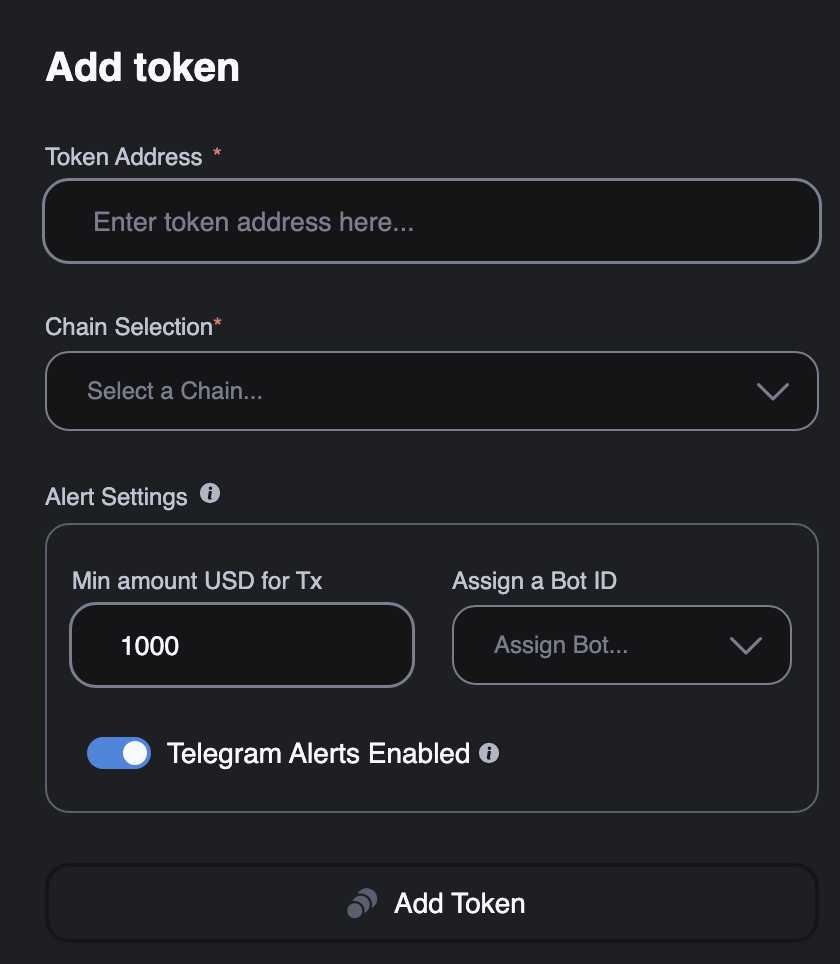 Add token
Token Address *
Enter token address here...
Chain Selection*
Select a Chain...
Alert Settings i
Min amount USD for Tx
Assign a Bot ID
1000
Assign Bot...
Telegram Alerts Enabled i
Add Token